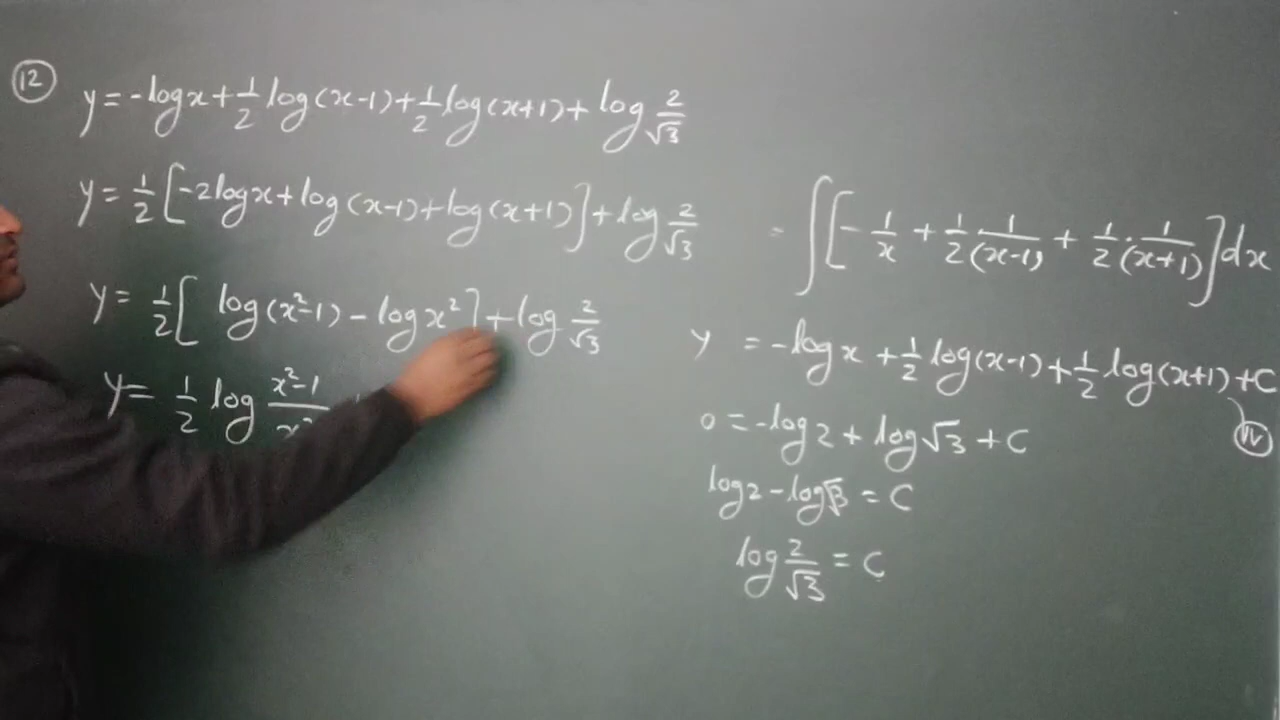 12
y = -log x + 1/2 log(x-1) + 1/2 log(x+1) + log 2/√3
y = 1/2 [-2log x + log(x-1) + log(x+1)] + log 2/√3
y = 1/2 [ log(x²-1) - log x² ] + log 2/√3
y = 1/2 log x²-1/x²
= ∫[ -1/x + 1/2 · 1/(x-1) + 1/2 · 1/(x+1) ] dx
y = -log x + 1/2 log(x-1) + 1/2 log(x+1) + C
IV
0 = -log 2 + log √3 + C
log 2 - log √3 = C
log 2/√3 = C